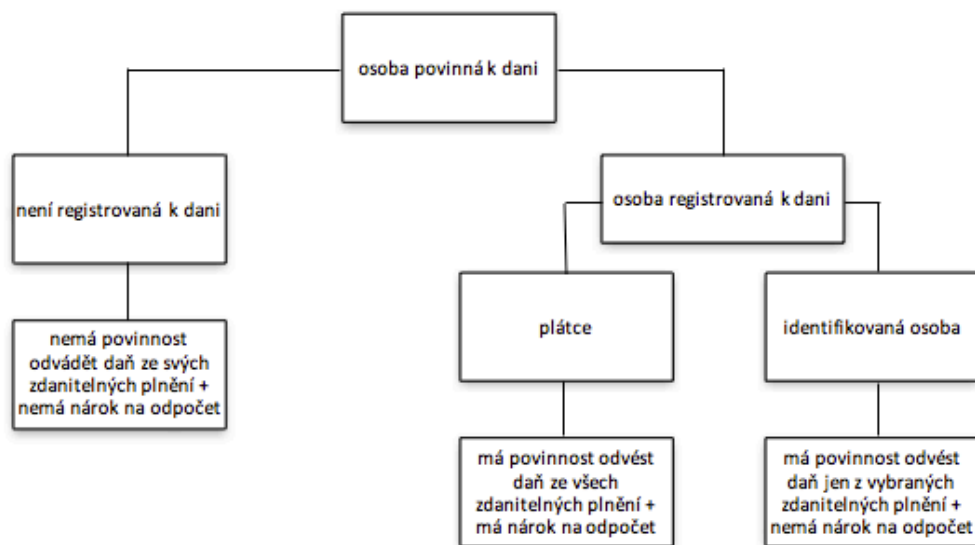 osoba povinná k dani
není registrovaná k dani
osoba registrovaná k dani
nemá povinnost
odvádět daň ze svých
zdanitelných plnění +
nemá nárok na odpočet
plátce
identifikovaná osoba
má povinnost odvést
daň ze všech
zdanitelných plnění +
má nárok na odpočet
má povinnost odvést
daň jen z vybraných
zdanitelných plnění +
nemá nárok na odpočet